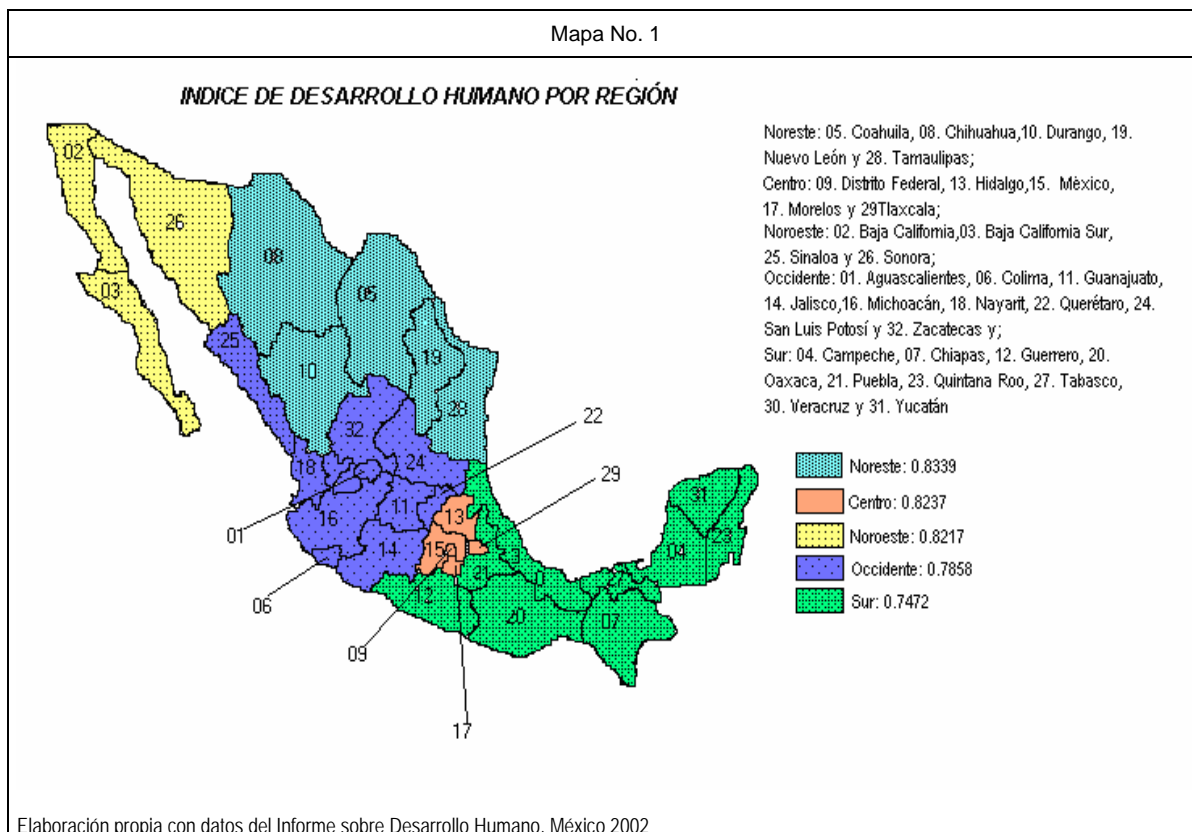 Mapa No. 1
INDICE DE DESARROLLO HUMANO POR REGIÓN
Noreste: 05. Coahuila, 08. Chihuahua,10. Durango, 19.
Nuevo León y 28. Tamaulipas;
Centro: 09. Distrito Federal, 13. Hidalgo,15. México,
17. Morelos y 29Tlaxcala;
Noroeste: 02. Baja California,03. Baja California Sur,
25. Sinaloa y 26. Sonora;
Occidente: 01. Aguascalientes, 06. Colima, 11. Guanajuato,
14. Jalisco,16. Michoacán, 18. Nayarit, 22. Querétaro, 24.
San Luis Potosí y 32. Zacatecas y;
Sur: 04. Campeche, 07. Chiapas, 12. Guerrero, 20.
Oaxaca, 21. Puebla, 23. Quintana Roo, 27. Tabasco,
30. Veracruz y 31. Yucatán
02
26
03
08
05
25
10
19
28
32
22
18
24
29
01
16
11
13
31
23
04
14
15
21
06
12
20
07
09
17
Noreste: 0.8339
Centro: 0.8237
Noroeste: 0.8217
Occidente: 0.7858
Sur: 0.7472
Elaboración propia con datos del Informe sobre Desarrollo Humano. México 2002